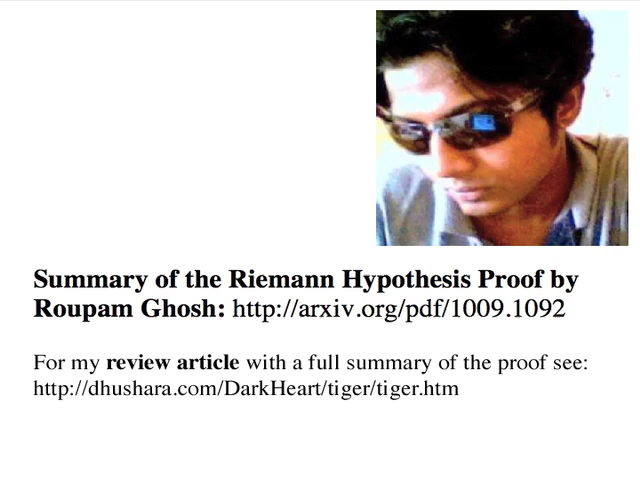 Summary of the Riemann Hypothesis Proof by
Roupam Ghosh: http://arxiv.org/pdf/1009.1092
For my review article with a full summary of the proof see:
http://dhushara.com/DarkHeart/tiger/tiger.htm